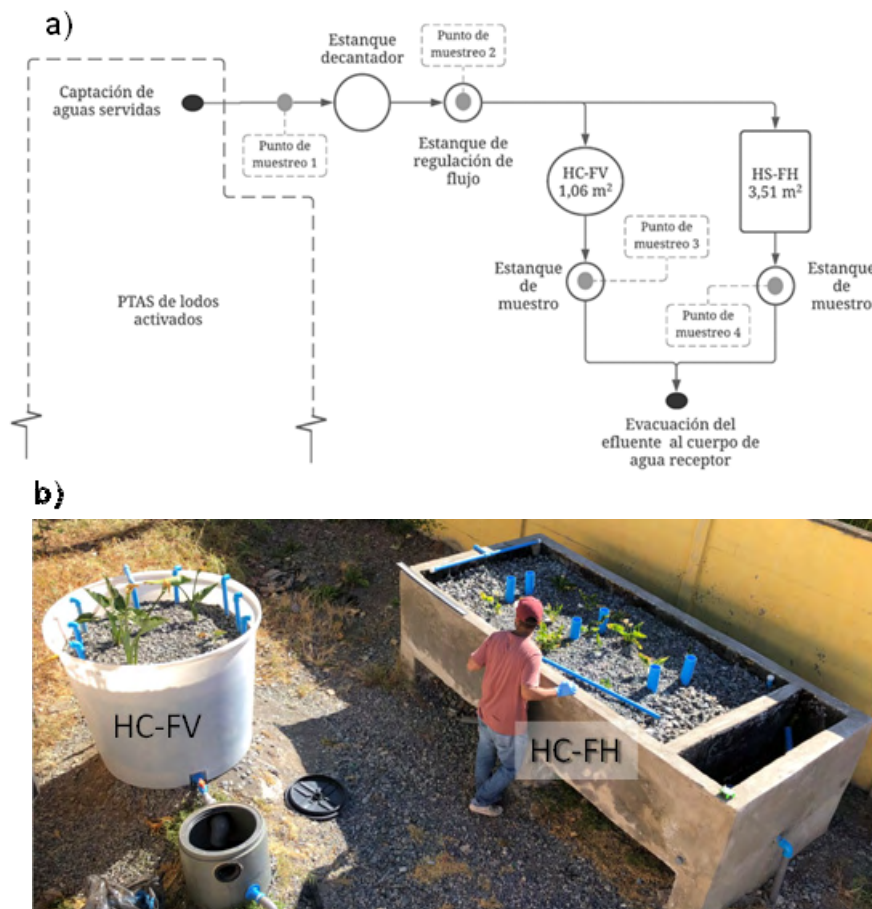 a)
Estanque
decantador
Punto de
muestreo 2
Captación de
aguas servidas
Punto de
muestreo 1
Estanque de
regulación de
flujo
HC-FV
1,06 m²
HS-FH
3,51 m²
Punto de
muestreo 3
Estanque
de
muestro
Punto de
muestreo 4
Estanque
de
muestro
PTAS de lodos
activados
Evacuación del
efluente al cuerpo de
agua receptor
b)
HC-FV
HC-FH